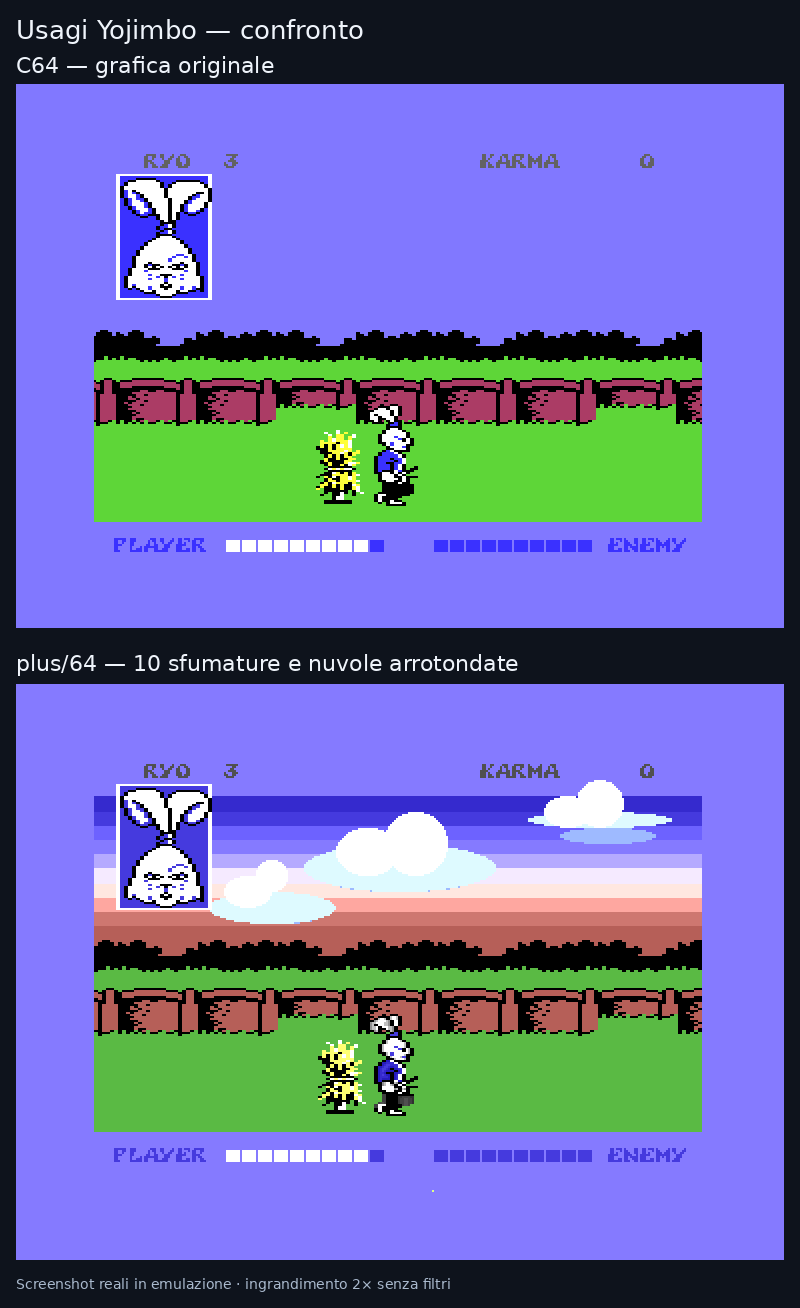 Usagi Yojimbo — confronto
C64 — grafica originale
RYO 3 KARMA 0
PLAYER ENEMY
plus/64 — 10 sfumature e nuvole arrotondate
RYO 3 KARMA 0
PLAYER ENEMY
Screenshot reali in emulazione · ingrandimento 2× senza filtri